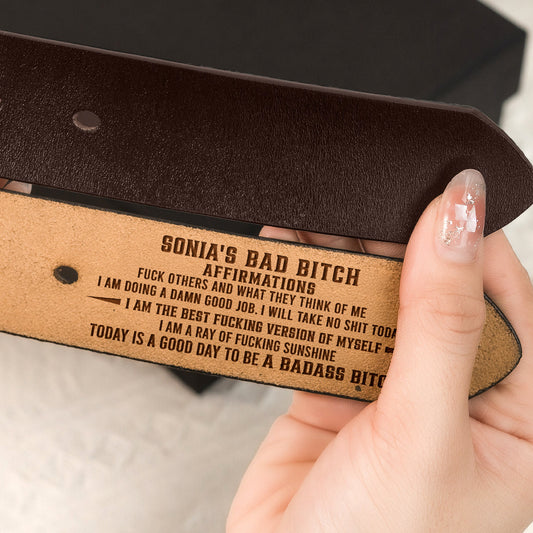 SONIA'S BAD BITCH
AFFIRMATIONS
FUCK OTHERS AND WHAT THEY THINK OF ME
I AM DOING A DAMN GOOD JOB. I WILL TAKE NO SHIT TODA
I AM THE BEST FUCKING VERSION OF MYSELF
I AM A RAY OF FUCKING SUNSHINE
TODAY IS A GOOD DAY TO BE A BADASS BITC